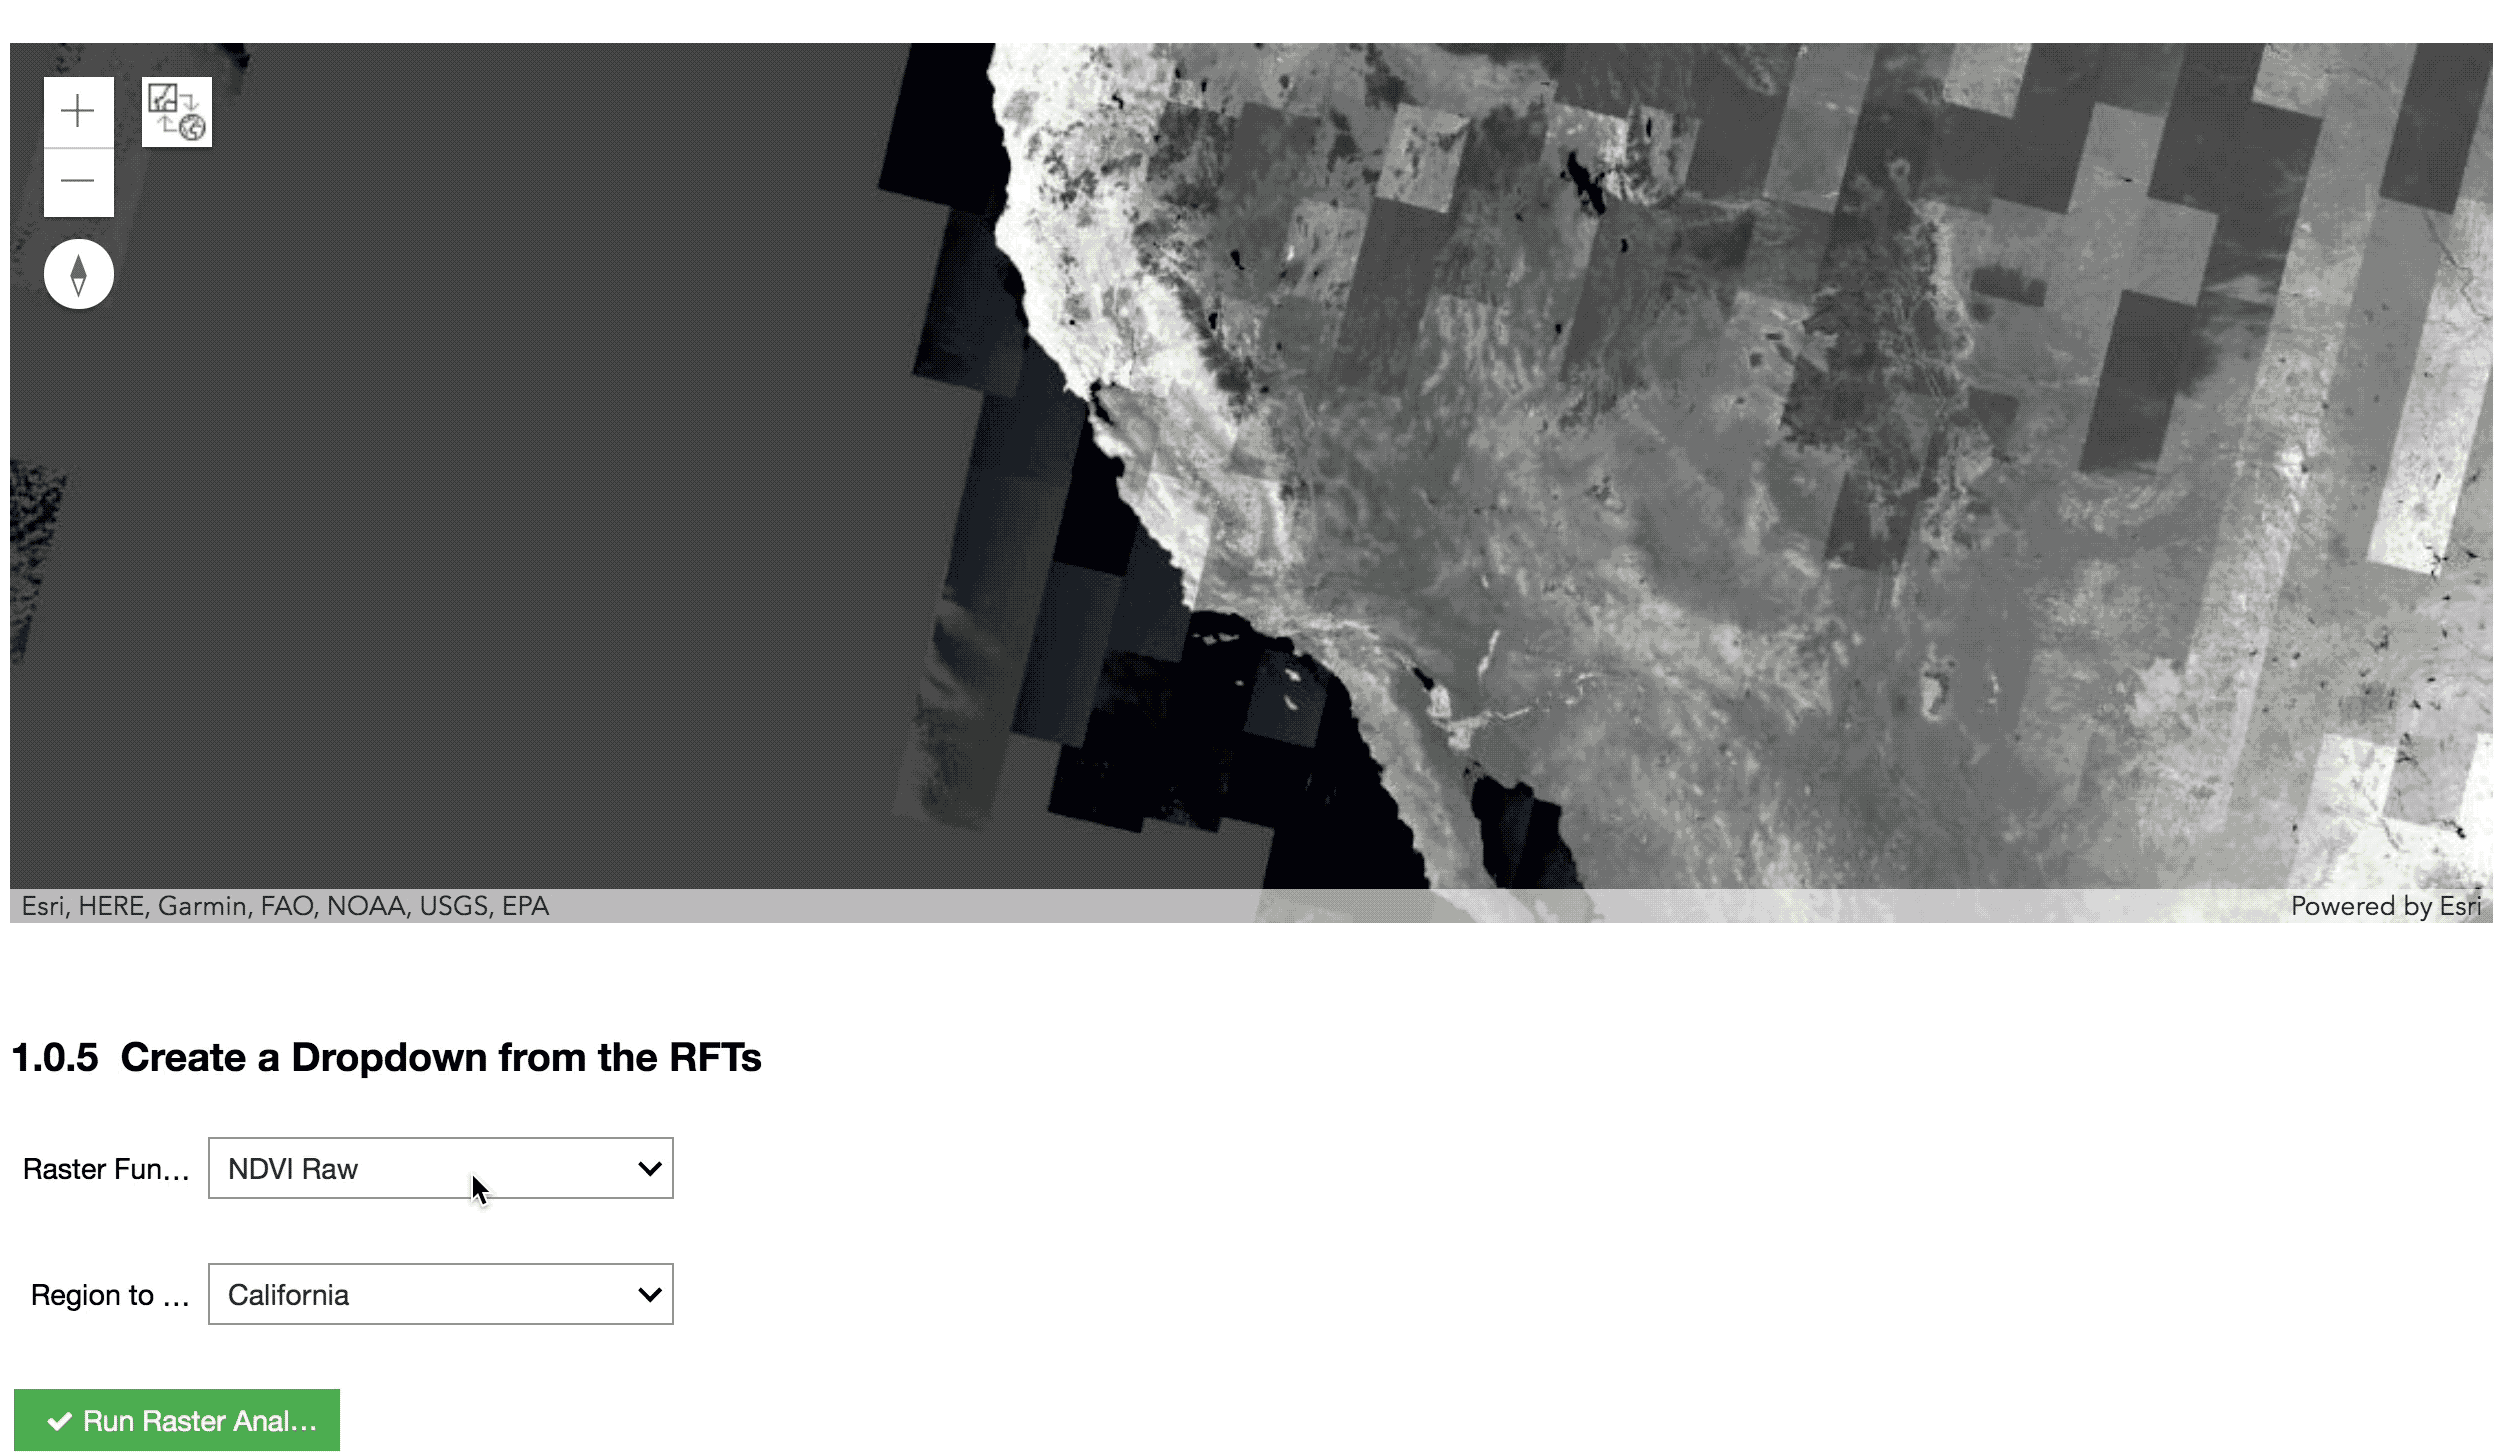 Esri, HERE, Garmin, FAO, NOAA, USGS, EPA
Powered by Esri
1.0.5 Create a Dropdown from the RFTs
Raster Fun...
NDVI Raw
Region to ...
California
Run Raster Anal...